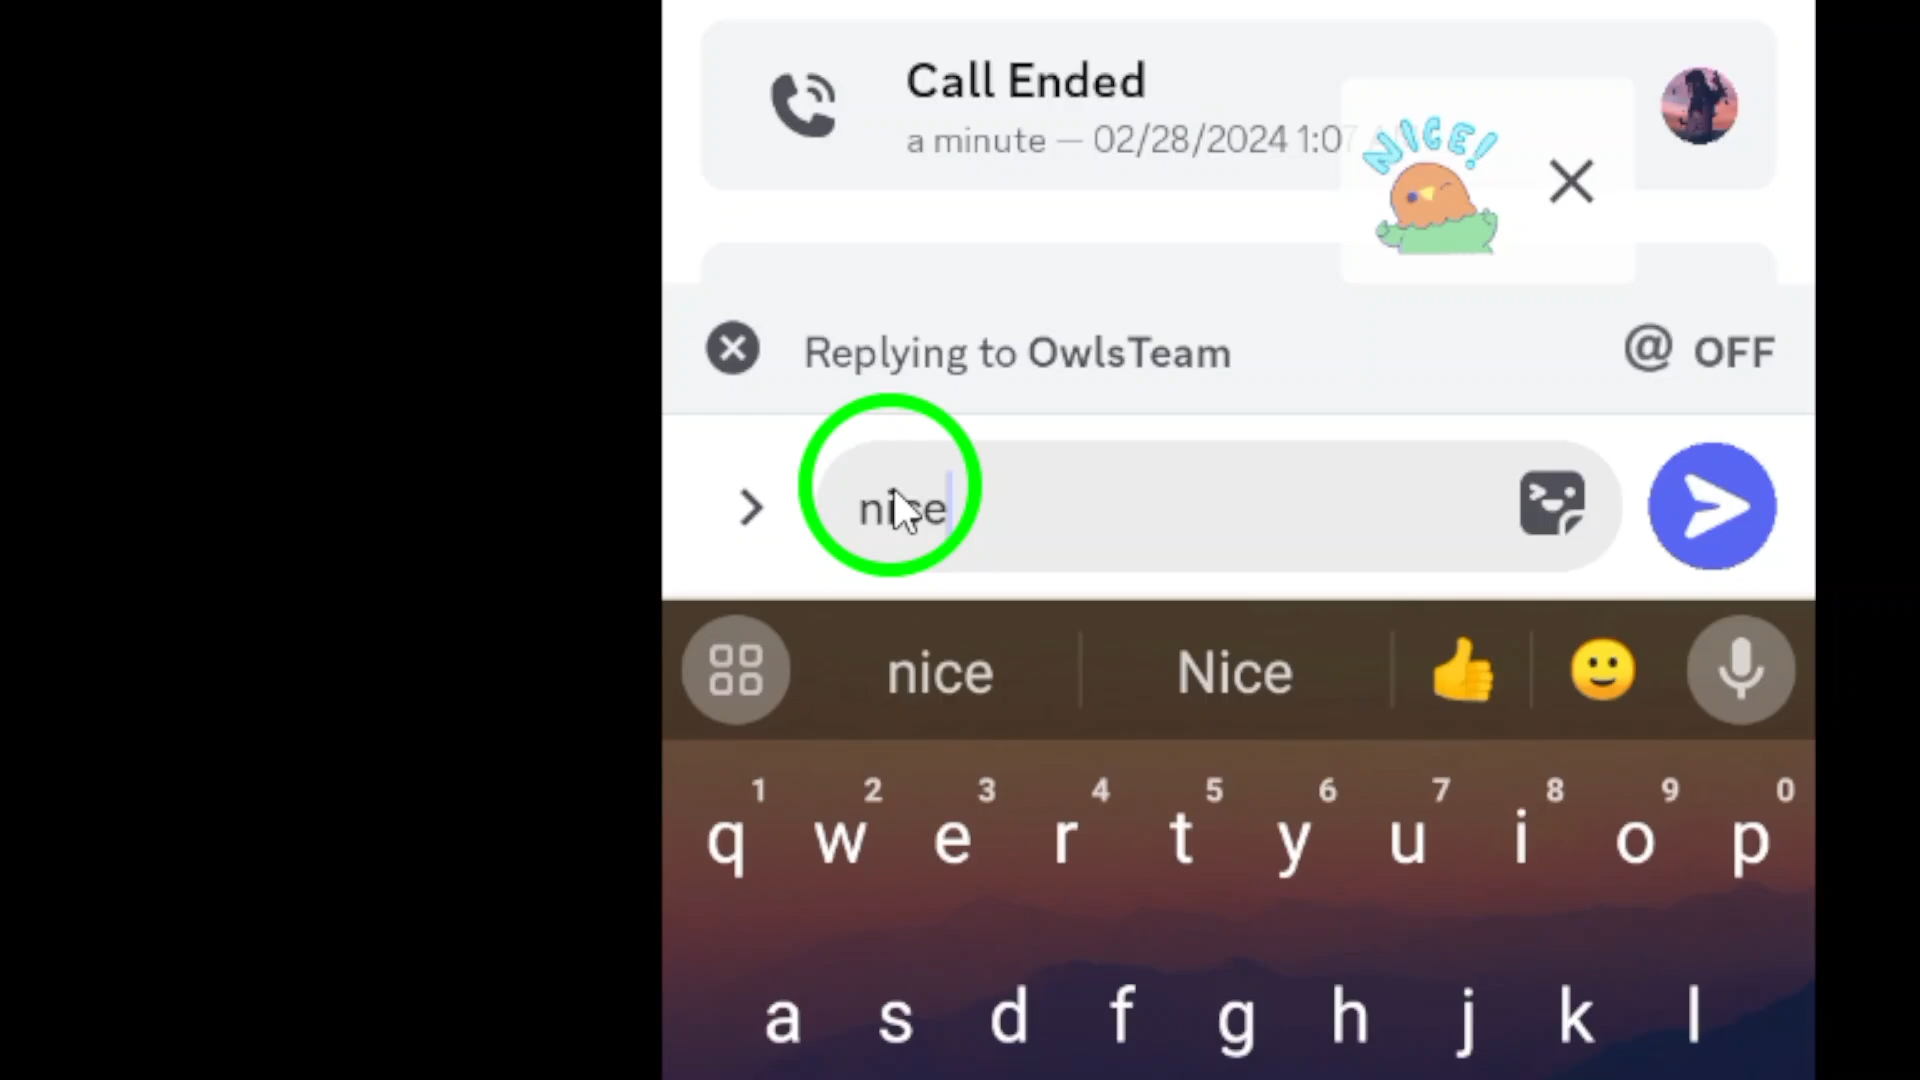 Call Ended
a minute — 02/28/2024 1:07
NICE!
Replying to OwlsTeam
@ OFF
nice
nice Nice
1 2 3 4 5 6 7 8 9 0
q w e r t y u i o p
a s d f g h j k l